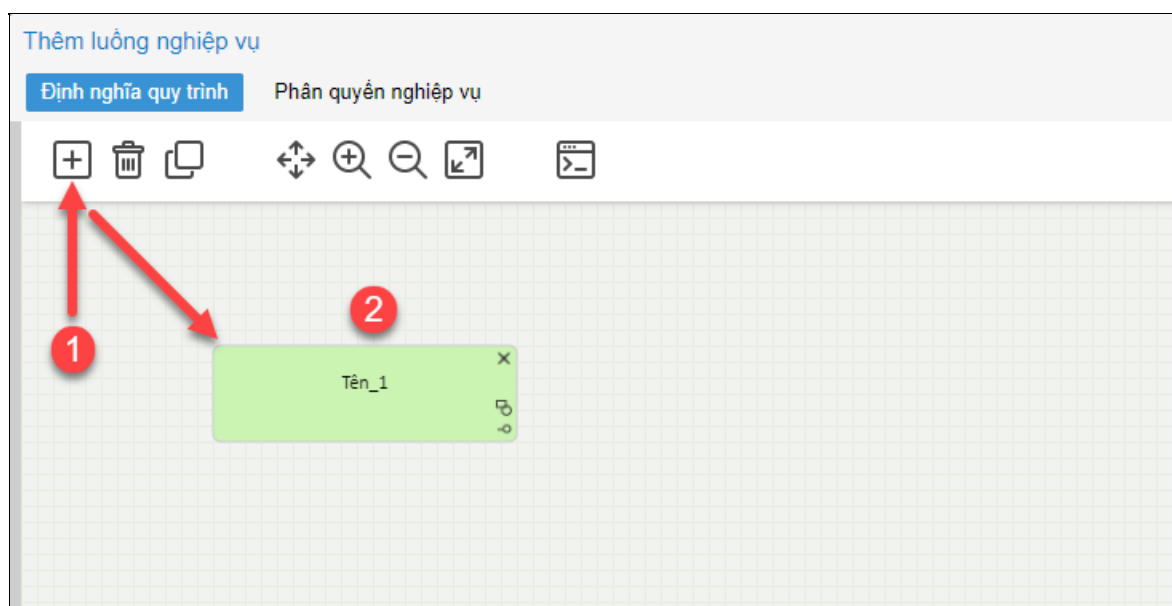 Thêm luồng nghiệp vụ
Định nghĩa quy trình Phân quyền nghiệp vụ
2
1
Tên_1